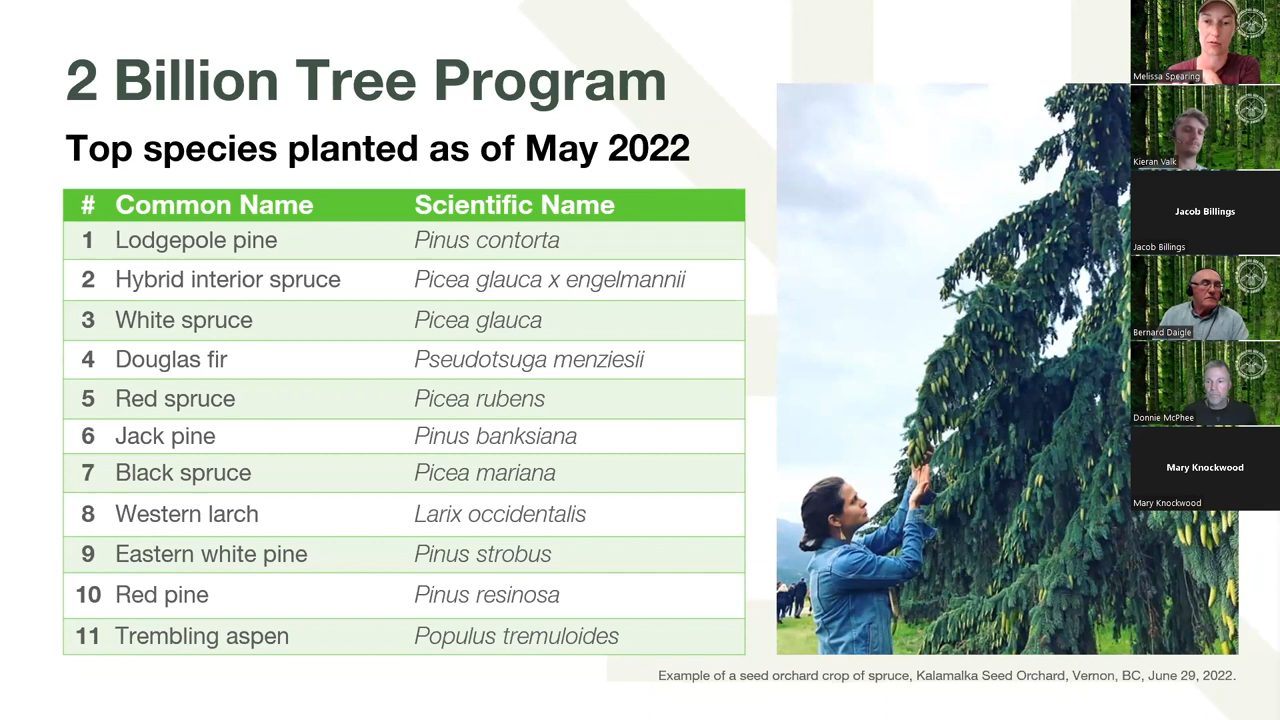 2 Billion Tree Program
Top species planted as of May 2022
# Common Name Scientific Name
1 Lodgepole pine Pinus contorta
2 Hybrid interior spruce Picea glauca x engelmannii
3 White spruce Picea glauca
4 Douglas fir Pseudotsuga menziesii
5 Red spruce Picea rubens
6 Jack pine Pinus banksiana
7 Black spruce Picea mariana
8 Western larch Larix occidentalis
9 Eastern white pine Pinus strobus
10 Red pine Pinus resinosa
11 Trembling aspen Populus tremuloides
Example of a seed orchard crop of spruce, Kalamalka Seed Orchard, Vernon, BC, June 29, 2022.
Melissa Spearing
Kieran Valk
Jacob Billings
Jacob Billings
Bernard Daigle
Donnie McPhee
Mary Knockwood
Mary Knockwood